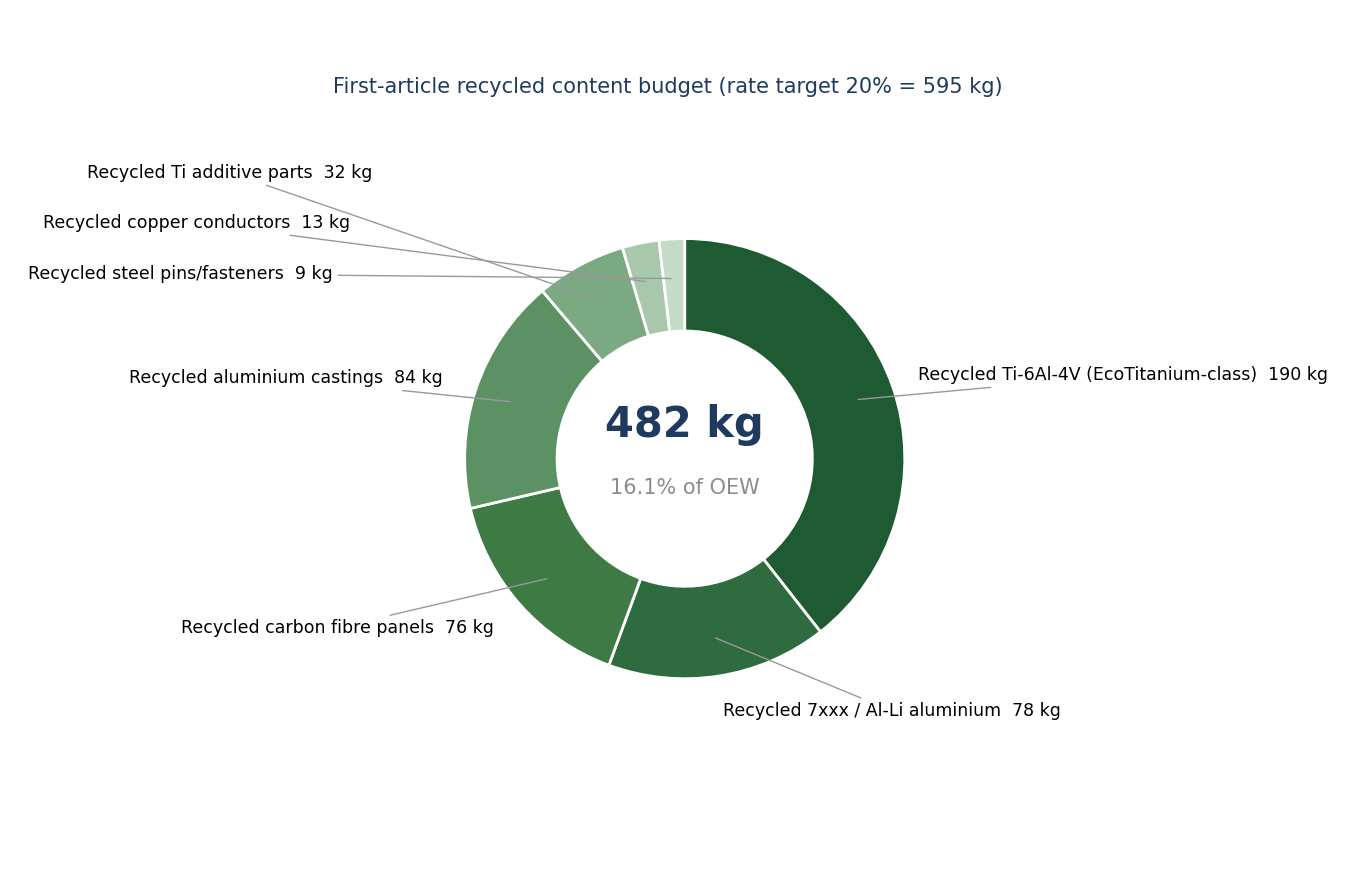 First-article recycled content budget (rate target 20% = 595 kg)
Recycled Ti additive parts  32 kg
Recycled copper conductors  13 kg
Recycled steel pins/fasteners  9 kg
Recycled aluminium castings  84 kg
Recycled Ti-6Al-4V (EcoTitanium-class)  190 kg
482 kg
16.1% of OEW
Recycled carbon fibre panels  76 kg
Recycled 7xxx / Al-Li aluminium  78 kg